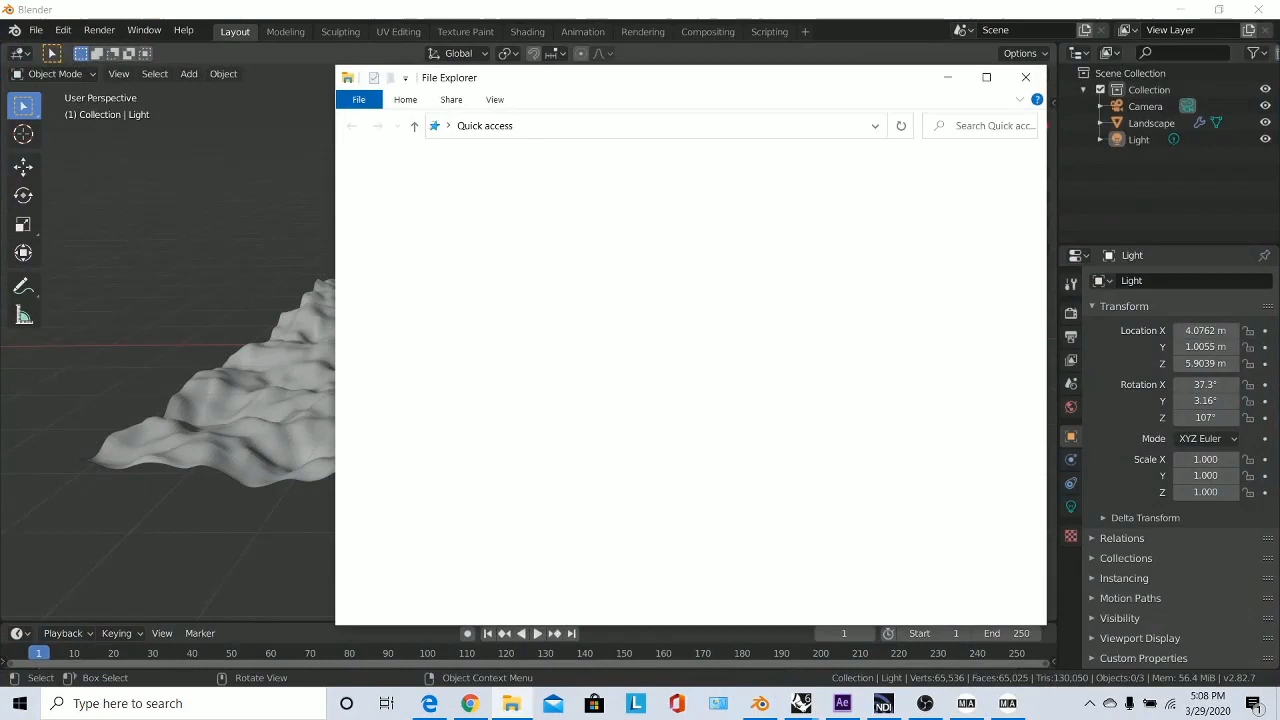 Blender
File Edit Render Window Help Layout Modeling Sculpting UV Editing Texture Paint Shading Animation Rendering Compositing Scripting + Scene View Layer
Global Options
Object Mode View Select Add Object
User Perspective
(1) Collection | Light
File Explorer
File Home Share View
Quick access
Search Quick acc...
Scene Collection
Collection
Camera
Landscape
Light
Light
Light
Transform
Location X 4.0762 m
Y 1.0055 m
Z 5.9039 m
Rotation X 37.3°
Y 3.16°
Z 107°
Mode XYZ Euler
Scale X 1.000
Y 1.000
Z 1.000
Delta Transform
Relations
Collections
Instancing
Motion Paths
Visibility
Viewport Display
Custom Properties
Playback Keying View Marker 1 Start 1 End 250
1 10 20 30 40 50 60 70 80 90 100 110 120 130 140 150 160 170 180 190 200 210 220 230 240 250
Select Box Select Rotate View Object Context Menu Collection | Light | Verts:65,536 | Faces:65,025 | Tris:130,050 | Objects:0/3 | Mem: 56.4 MiB | v2.82.7
Type here to search
L
6
Ae
NDI
MA
MA
5:08 PM
3/29/2020
1